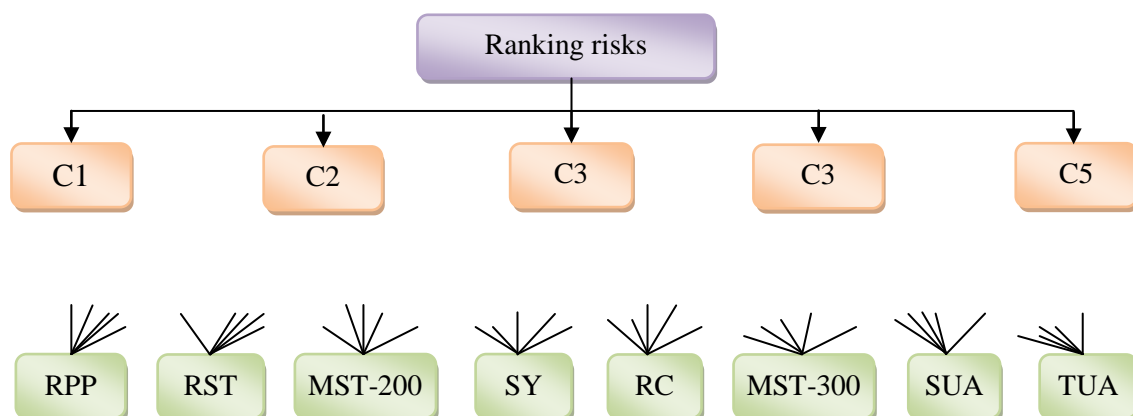 Ranking risks
C1 C2 C3 C3 C5
RPP RST MST-200 SY RC MST-300 SUA TUA